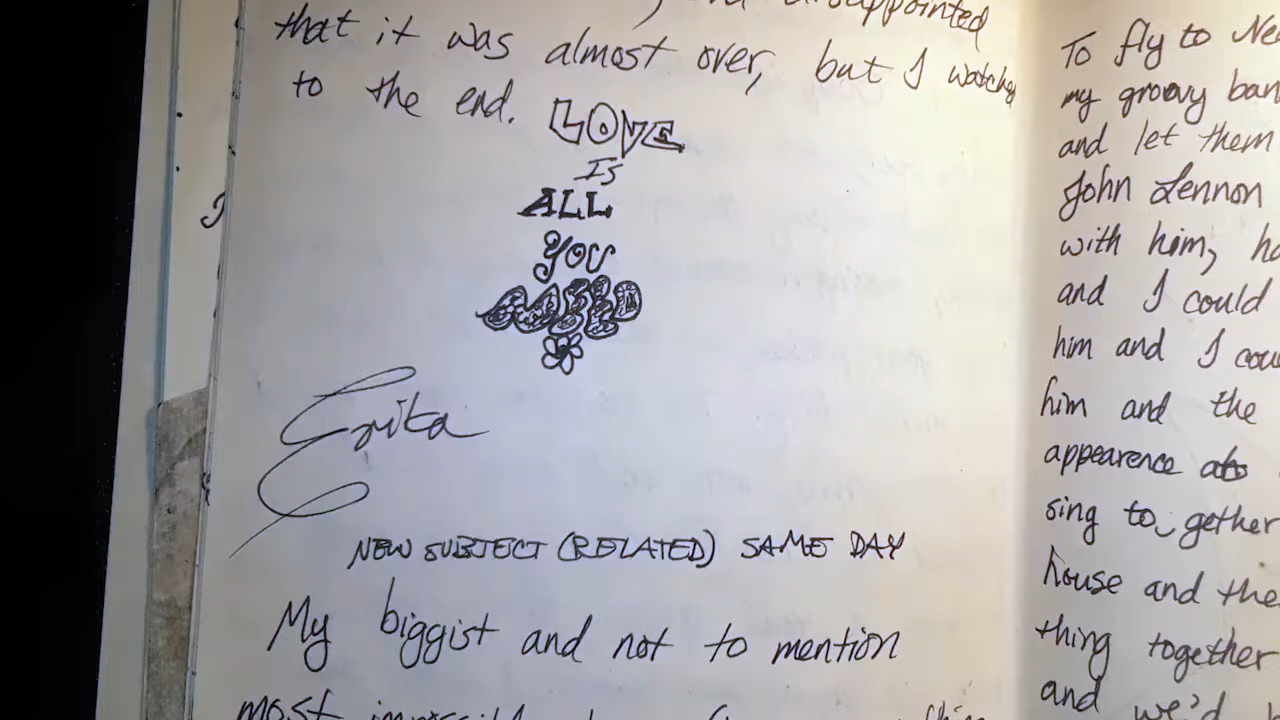 disappointed
that it was almost over, but I watched
to the end.
LOVE
IS
ALL
YOU
NEED
Erika
NEW SUBJECT (RELATED) SAME DAY
My biggist and not to mention
most
To fly to
my groovy
and let them
John Lennon
with him,
and I could
him and I
him and the
appearence
sing to gether
house and the
thing together
and we'd